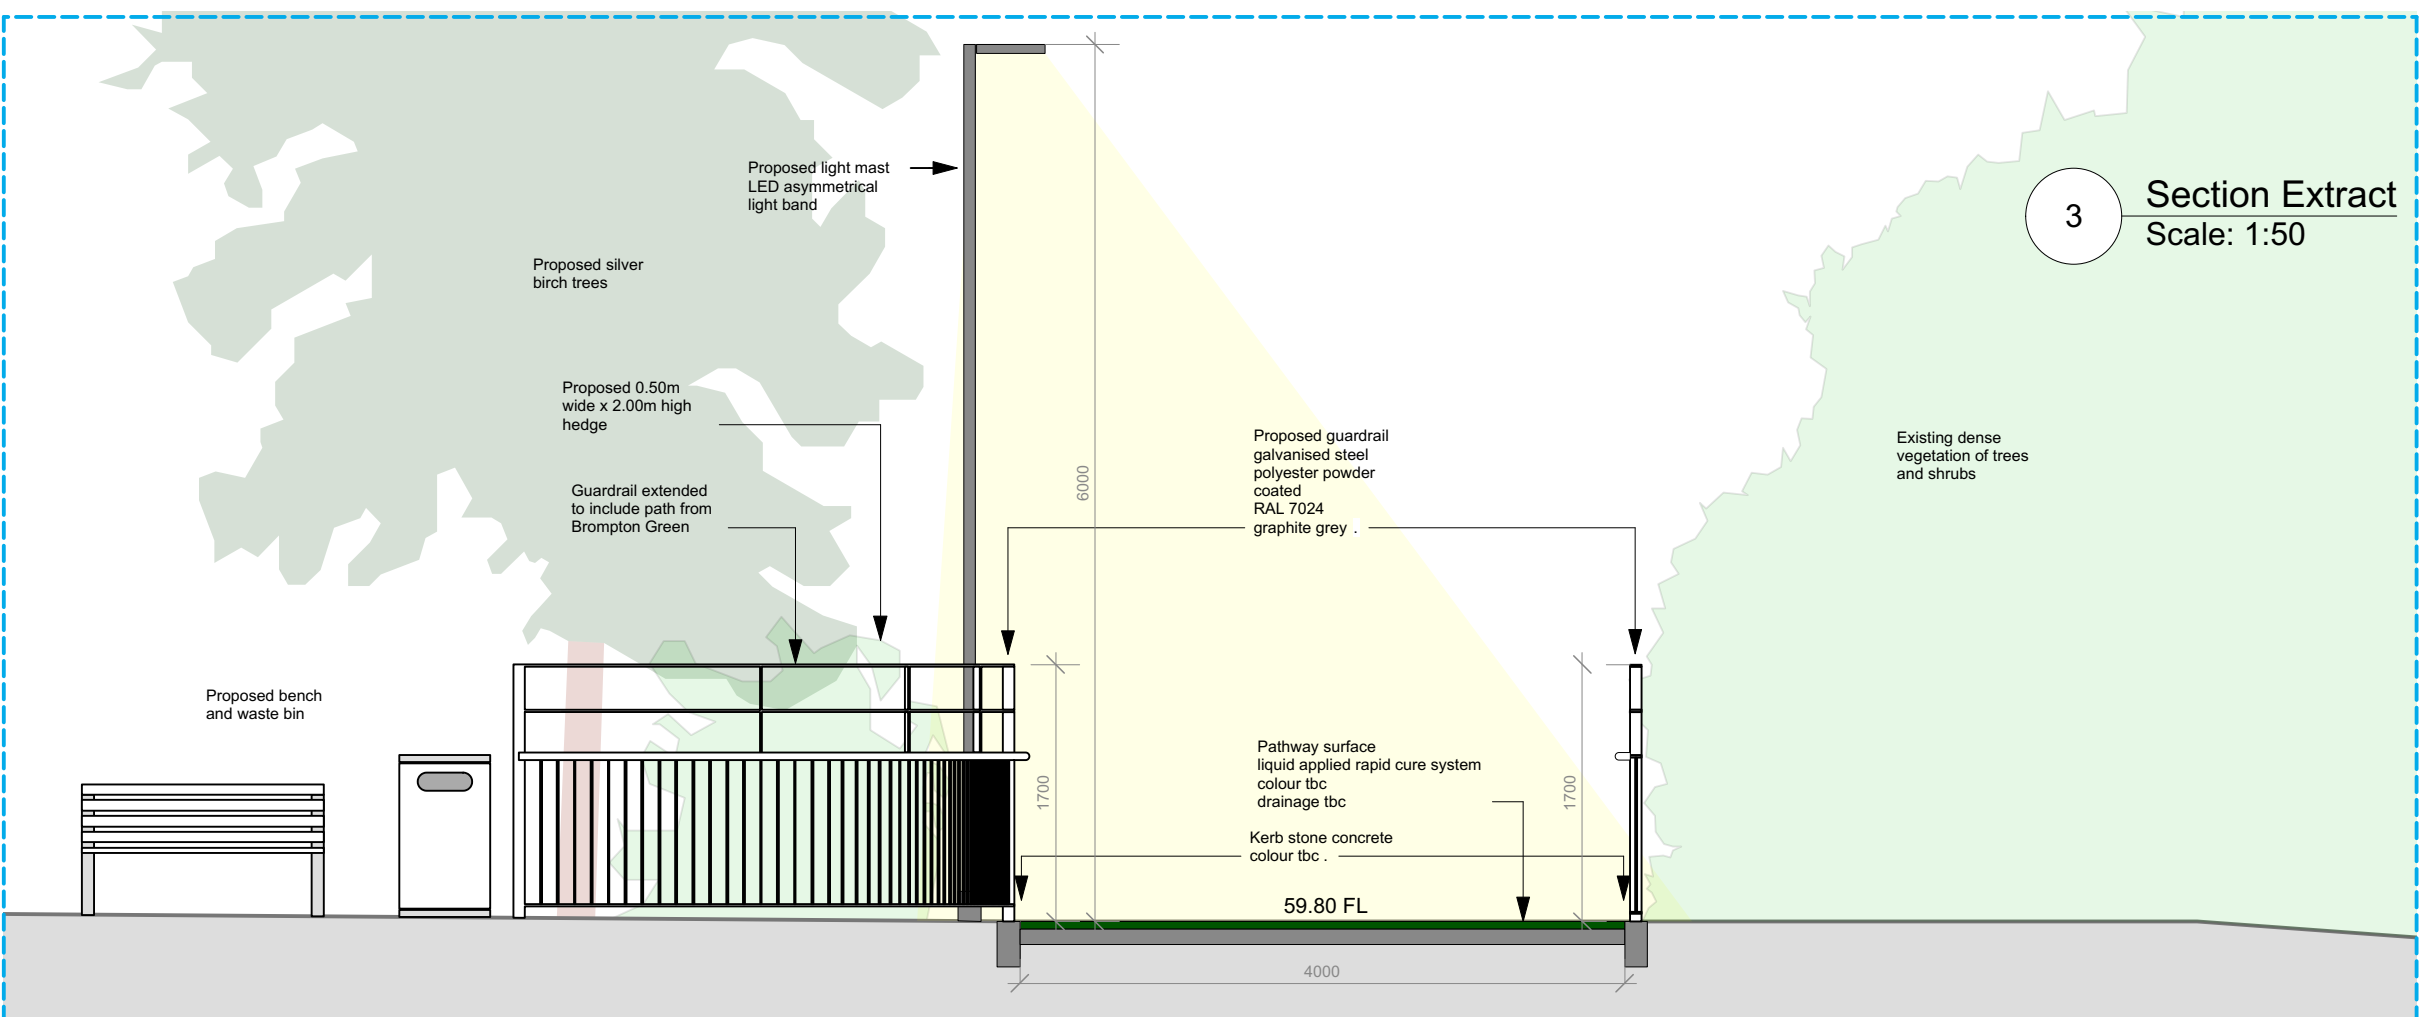 Proposed light mast
LED asymmetrical
light band
3
Section Extract
Scale: 1:50
Proposed silver
birch trees
Proposed 0.50m
wide x 2.00m high
hedge
Guardrail extended
to include path from
Brompton Green
6000
Proposed guardrail
galvanised steel
polyester powder
coated
RAL 7024
graphite grey .
Existing dense
vegetation of trees
and shrubs
Proposed bench
and waste bin
1700
Pathway surface
liquid applied rapid cure system
colour tbc
drainage tbc
1700
Kerb stone concrete
colour tbc .
59.80 FL
4000